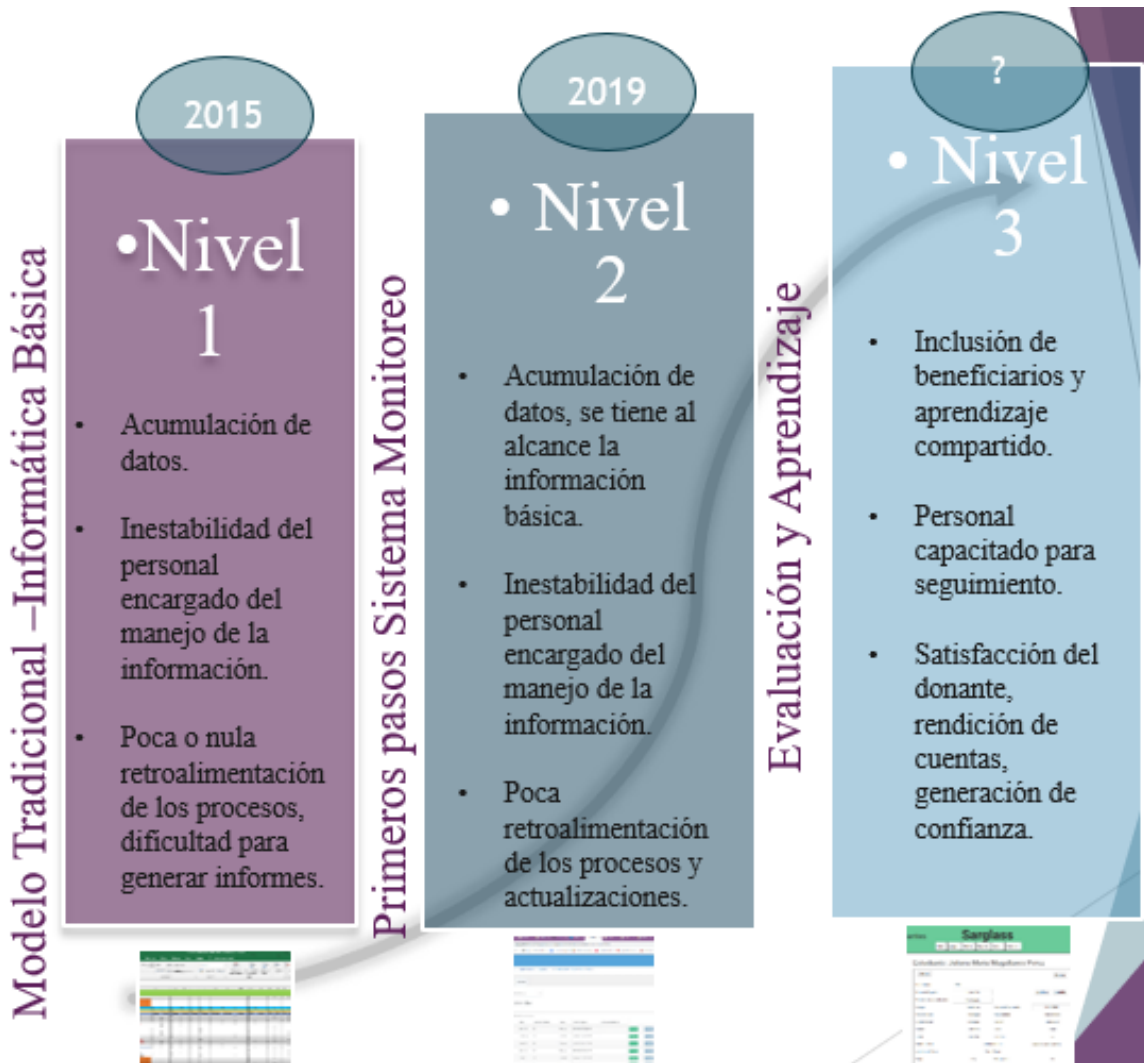 Modelo Tradicional –Informática Básica
2015
•Nivel
1
• Acumulación de
datos.
• Inestabilidad del
personal
encargado del
manejo de la
información.
• Poca o nula
retroalimentación
de los procesos,
dificultad para
generar informes.
Primeros pasos Sistema Monitoreo
2019
• Nivel
2
• Acumulación de
datos, se tiene al
alcance la
información
básica.
• Inestabilidad del
personal
encargado del
manejo de la
información.
• Poca
retroalimentación
de los procesos y
actualizaciones.
Evaluación y Aprendizaje
?
• Nivel
3
• Inclusión de
beneficiarios y
aprendizaje
compartido.
• Personal
capacitado para
seguimiento.
• Satisfacción del
donante,
rendición de
cuentas,
generación de
confianza.
Sarglass